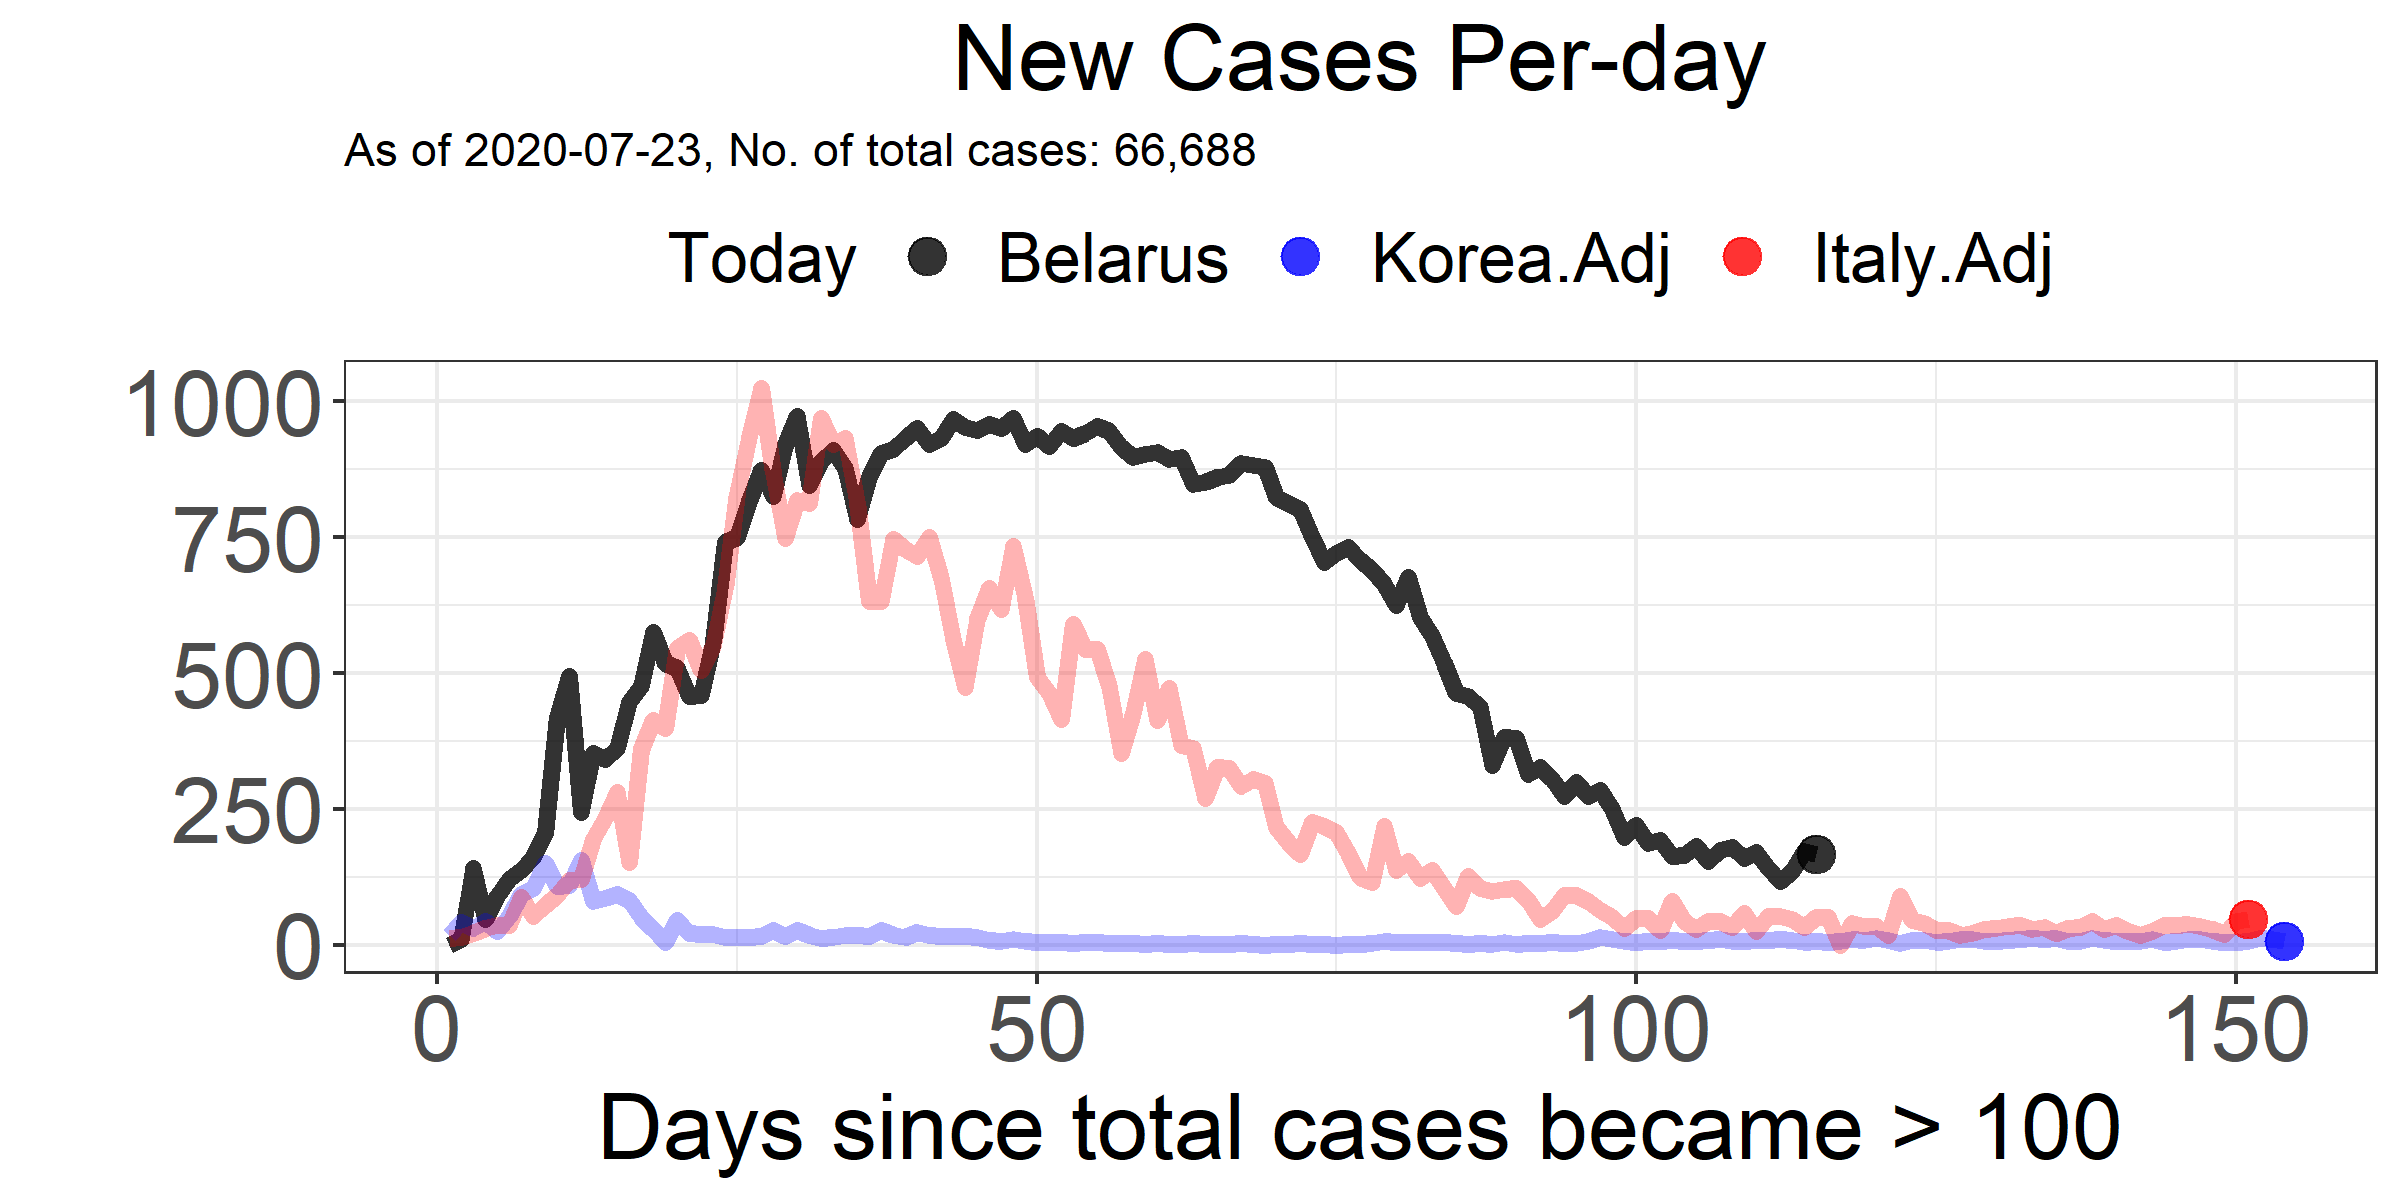 New Cases Per-day
As of 2020-07-23, No. of total cases: 66,688
Today Belarus Korea.Adj Italy.Adj
1000
750
500
250
0
0 50 100 150
Days since total cases became > 100